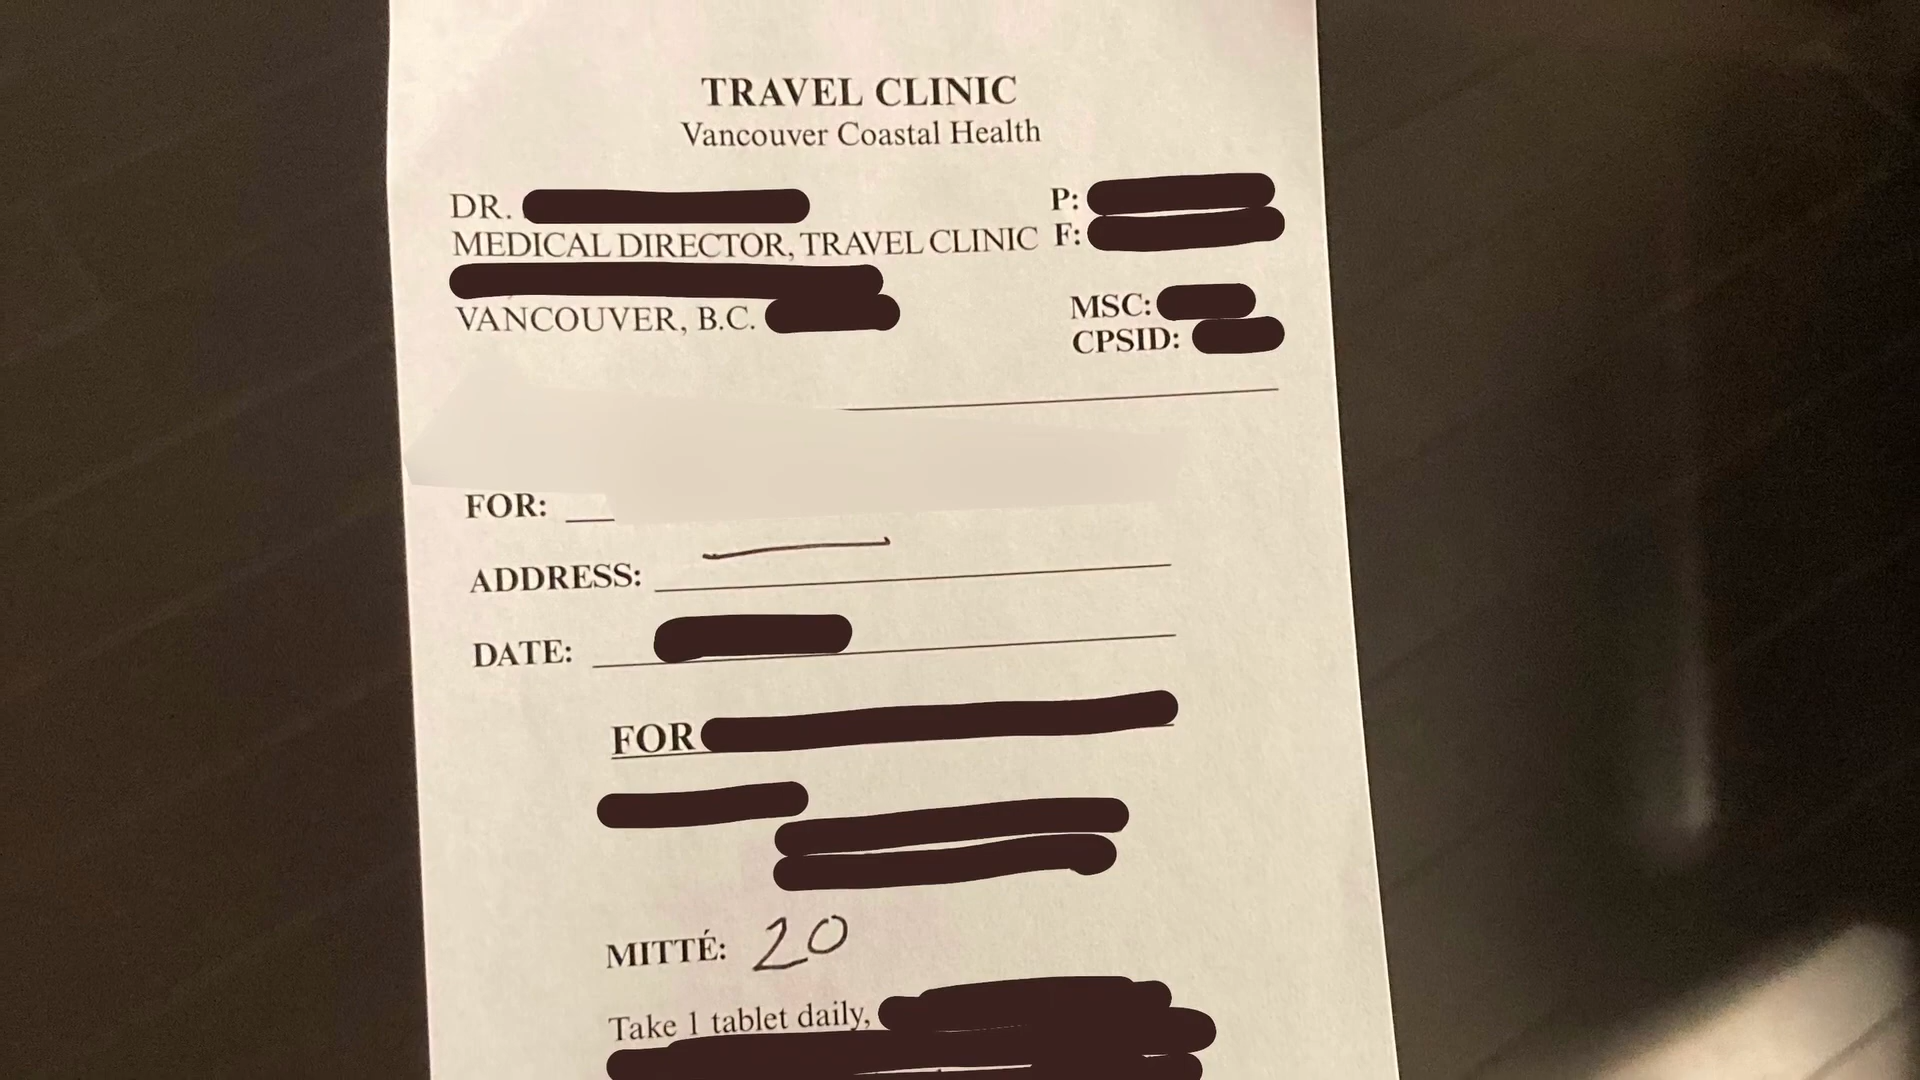 TRAVEL CLINIC
Vancouver Coastal Health
DR.
P:
MEDICAL DIRECTOR, TRAVEL CLINIC
F:
VANCOUVER, B.C.
MSC:
CPSID:
FOR:
ADDRESS:
DATE:
FOR
MITTÉ: 20
Take 1 tablet daily,